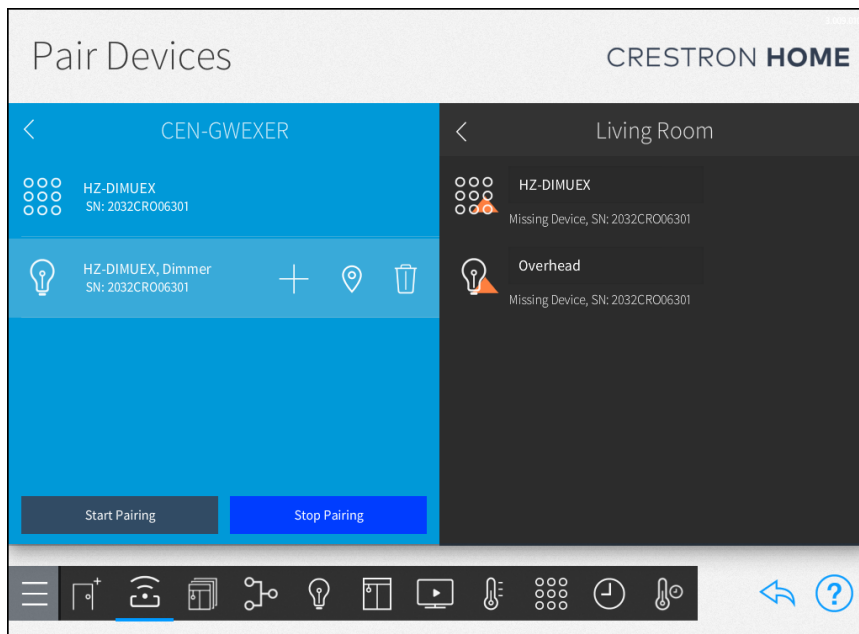 Pair Devices
CRESTRON HOME
CEN-GWEXER
HZ-DIMUEX
SN: 2032CRO06301
HZ-DIMUEX, Dimmer
SN: 2032CRO06301
Start Pairing
Stop Pairing
Living Room
HZ-DIMUEX
Missing Device, SN: 2032CRO06301
Overhead
Missing Device, SN: 2032CRO06301
?